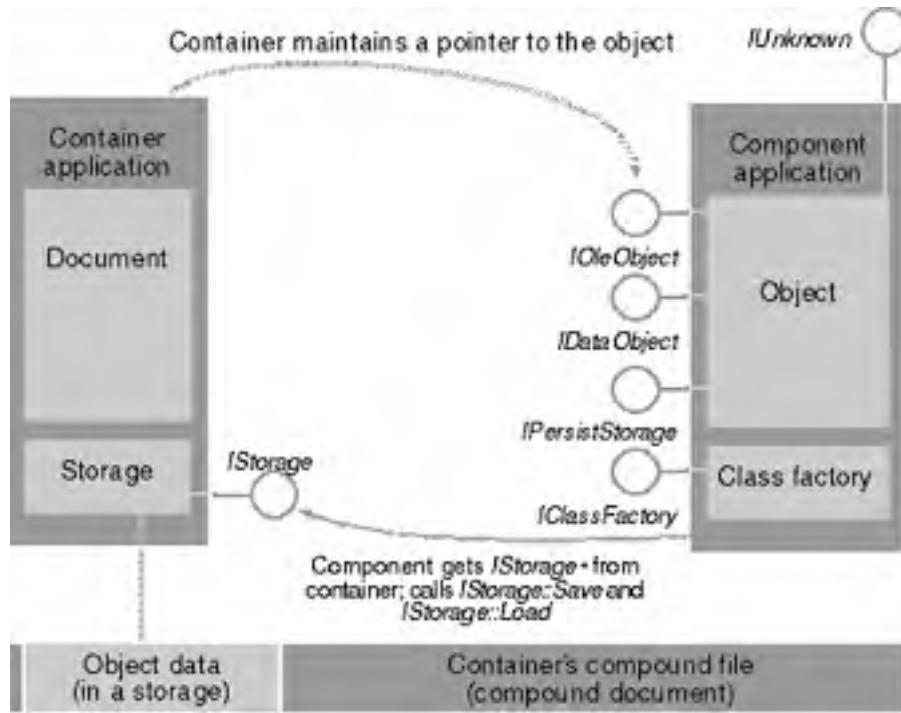 Container maintains a pointer to the object
IUnknown
Container
application
Document
Storage
IStorage
Component
application
Object
IOleObject
IDataObject
IPersistStorage
Class factory
IClassFactory
Component gets IStorage * from
container; calls IStorage::Save and
IStorage::Load
Object data
(in a storage)
Container's compound file
(compound document)